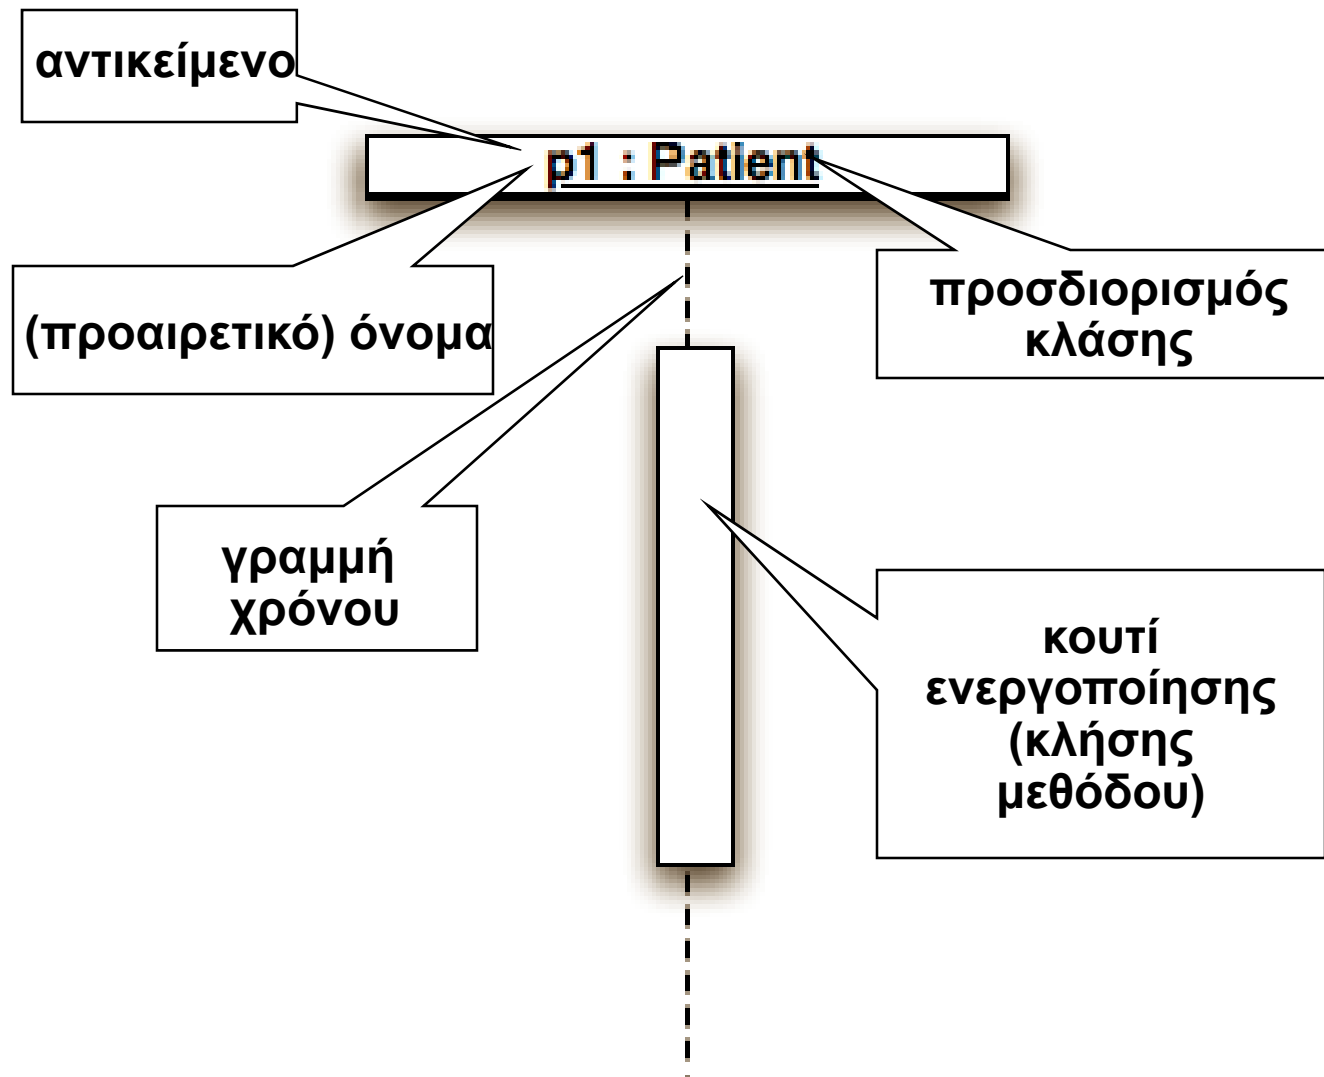 αντικείμενο
p1 : Patient
(προαιρετικό) όνομα
προσδιορισμός
κλάσης
γραμμή
χρόνου
κουτί
ενεργοποίησης
(κλήσης
μεθόδου)